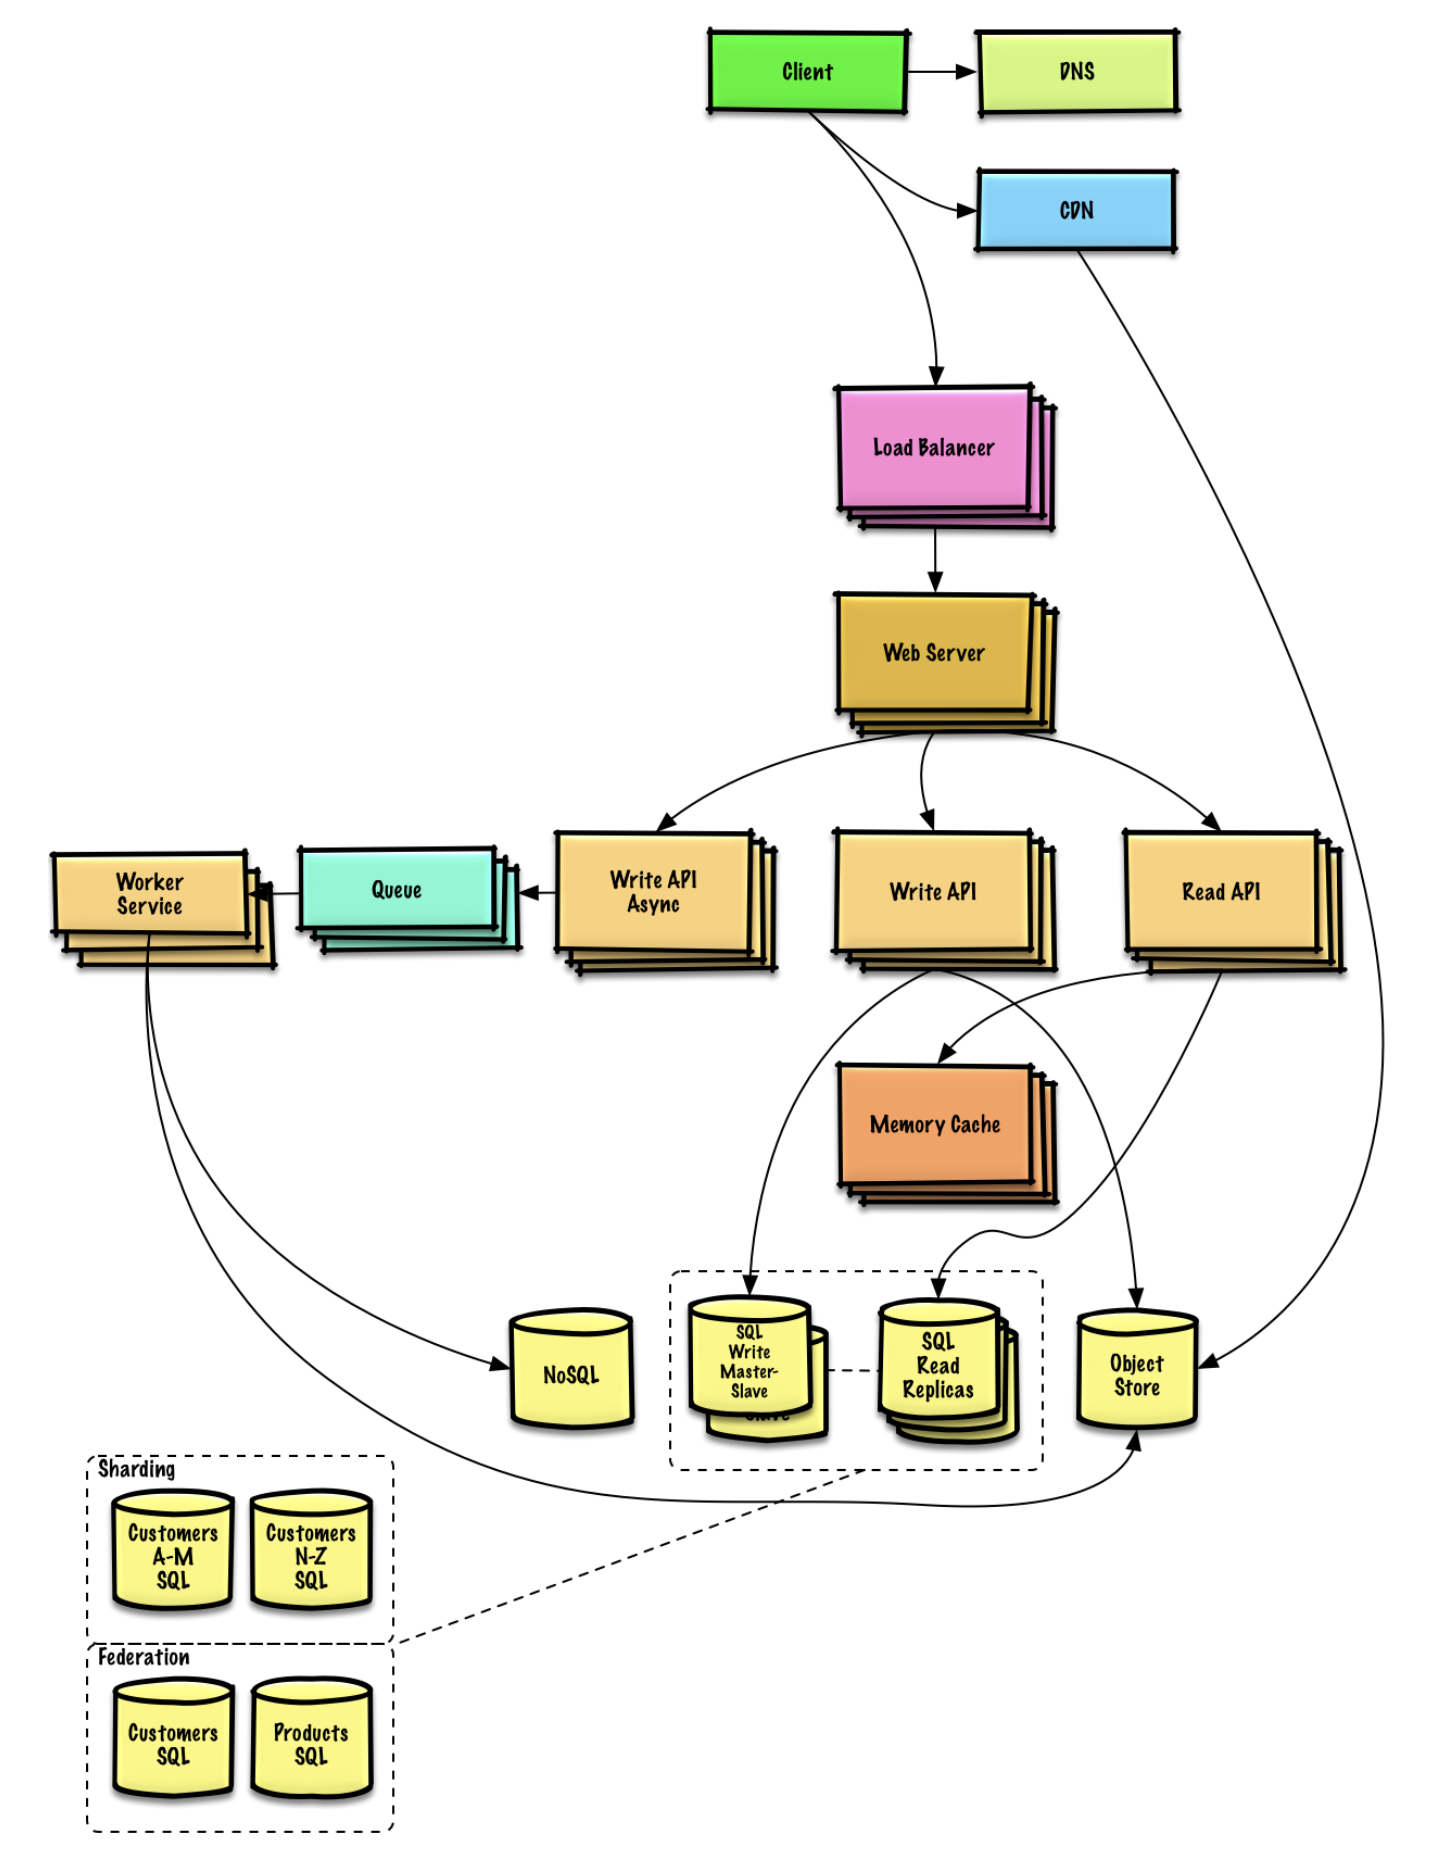 Client
DNS
CDN
Load Balancer
Web Server
Worker
Service
Queue
Write API
Async
Write API
Read API
Memory Cache
NoSQL
SQL
Write
Master-
Slave
Slave
SQL
Read
Replicas
Object
Store
Sharding
Customers
A-M
SQL
Customers
N-Z
SQL
Federation
Customers
SQL
Products
SQL